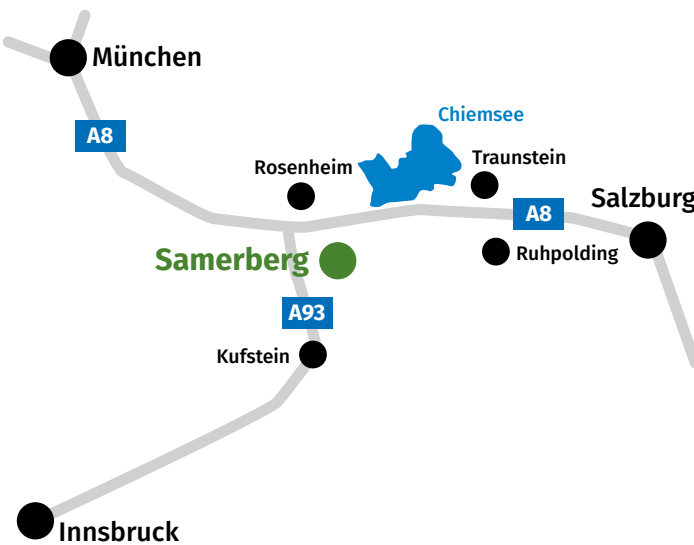 München
A8
Chiemsee
Rosenheim
Traunstein
Salzburg
A8
Samerberg
Ruhpolding
A93
Kufstein
Innsbruck